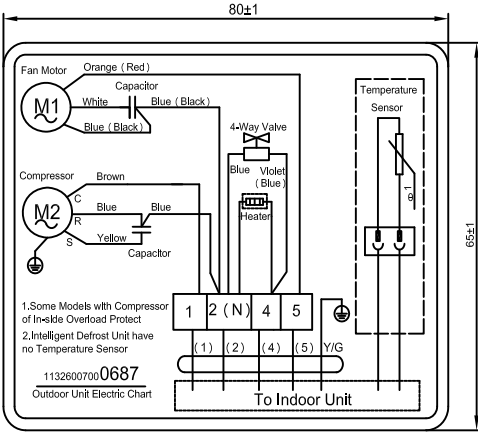 80±1
65±1
Fan Motor
Orange (Red)
Capacitor
M1
White
Blue (Black)
Blue (Black)
4-Way Valve
Blue
Violet
(Blue)
Heater
Temperature
Sensor
θ
1
Compressor
Brown
C
M2
Blue
Blue
R
S
Yellow
Capacitor
1.Some Models with Compressor
of In-side Overload Protect
2.Intelligent Defrost Unit have
no Temperature Sensor
1132600700 0687
Outdoor Unit Electric Chart
1 2 (N) 4 5
(1) (2) (4) (5) Y/G
To Indoor Unit